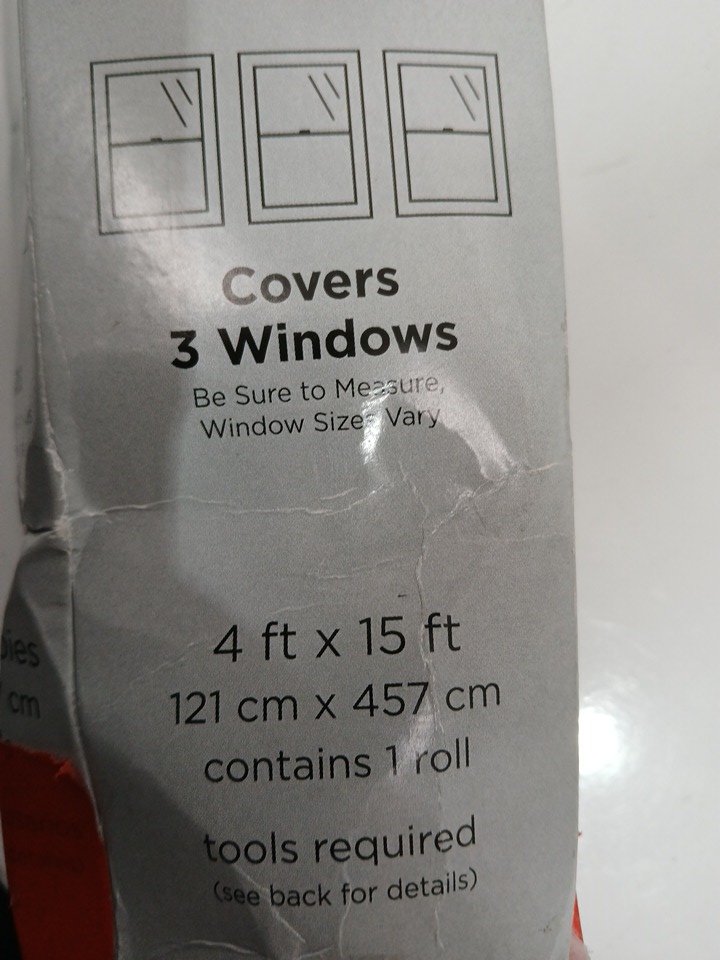 Covers
3 Windows
Be Sure to Measure,
Window Sizes Vary
4 ft x 15 ft
121 cm x 457 cm
contains 1 roll
tools required
(see back for details)
cm